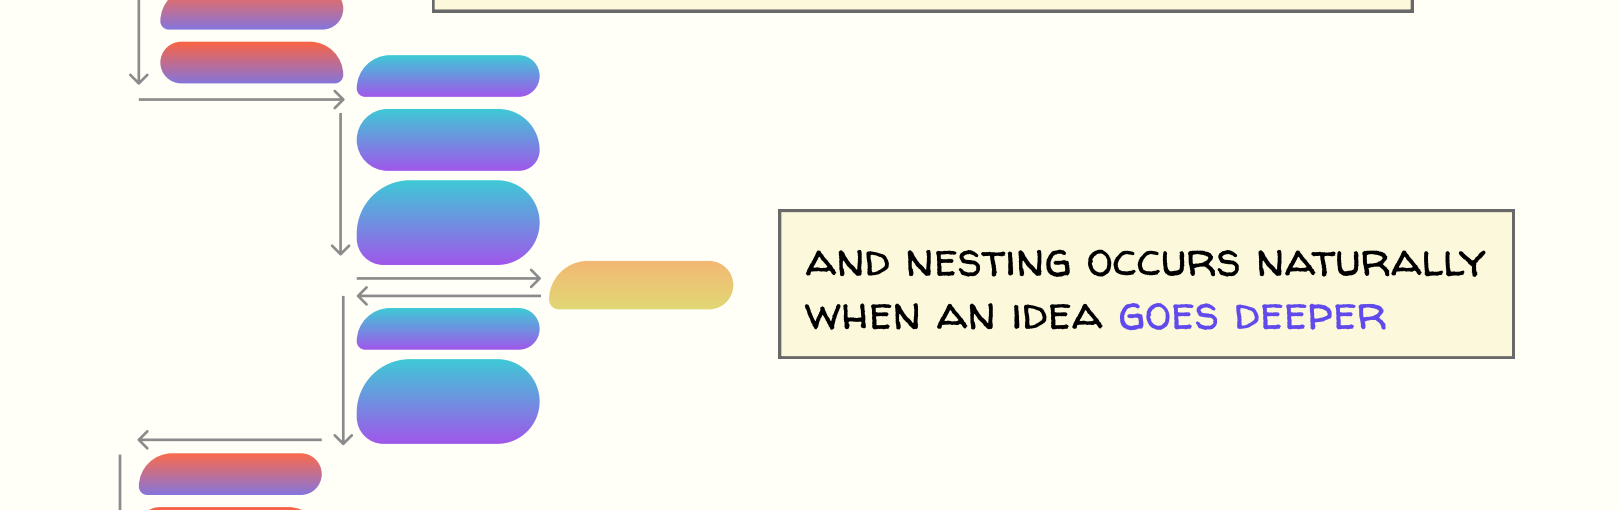 AND NESTING OCCURS NATURALLY
WHEN AN IDEA GOES DEEPER